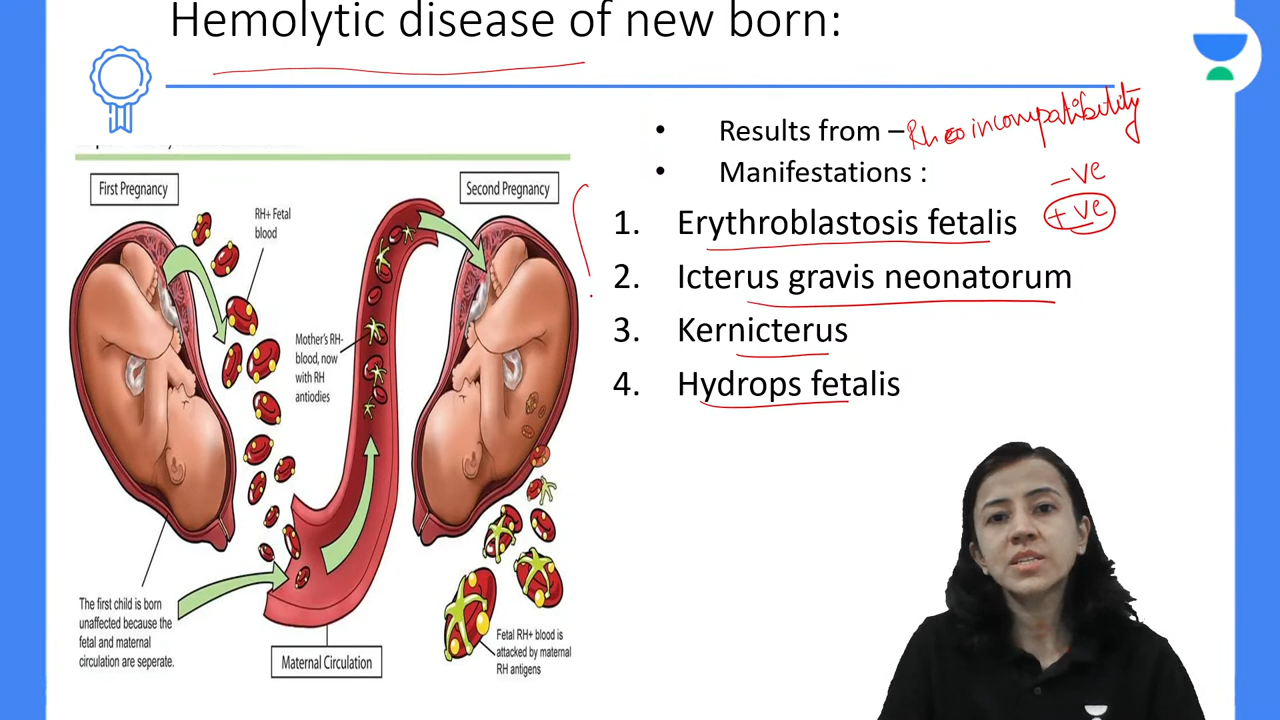 Hemolytic disease of new born:
Results from – Rh incompatibility
Manifestations :
-ve
+ve
1. Erythroblastosis fetalis
2. Icterus gravis neonatorum
3. Kernicterus
4. Hydrops fetalis
First Pregnancy
RH+ Fetal
blood
Second Pregnancy
Mother's RH-
blood, now
with RH
antiodies
The first child is born
unaffected because the
fetal and maternal
circulation are seperate.
Maternal Circulation
Fetal RH+ blood is
attacked by maternal
RH antigens